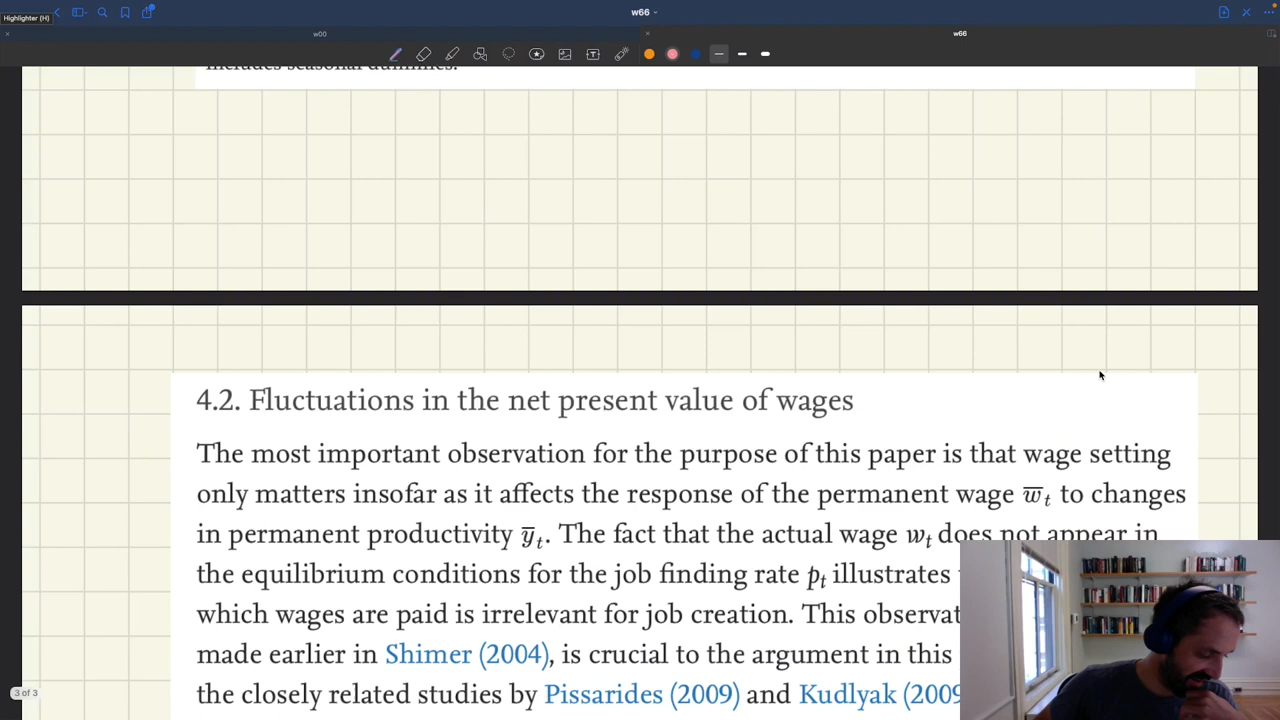 Highlighter (H)
w66
w00
w66
includes seasonal dummies.
4.2. Fluctuations in the net present value of wages
The most important observation for the purpose of this paper is that wage setting
only matters insofar as it affects the response of the permanent wage w̅t to changes
in permanent productivity y̅t. The fact that the actual wage wt does not appear in
the equilibrium conditions for the job finding rate pt illustrates
which wages are paid is irrelevant for job creation. This observat
made earlier in Shimer (2004), is crucial to the argument in this
the closely related studies by Pissarides (2009) and Kudlyak (2009
3 of 3